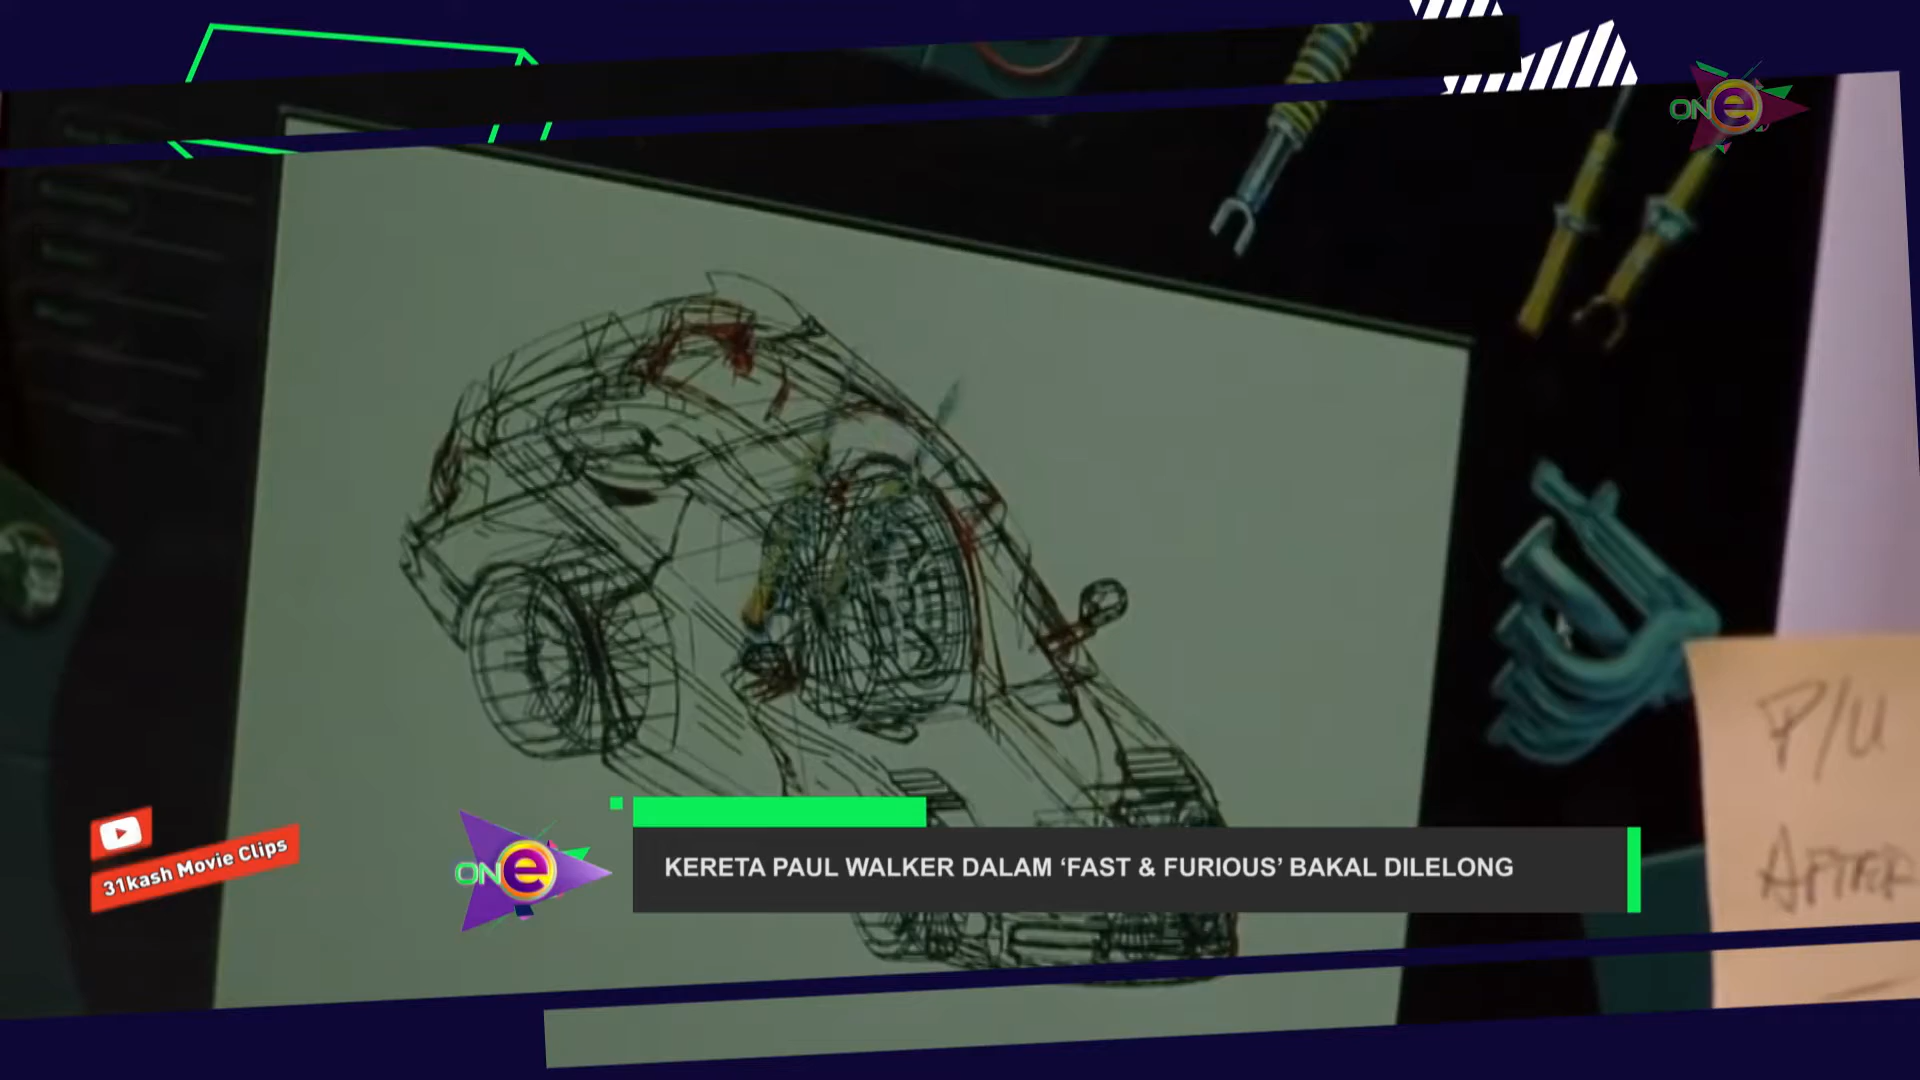 ONe
31kash Movie Clips
ONe
KERETA PAUL WALKER DALAM ‘FAST & FURIOUS’ BAKAL DILELONG
P/U
AFTER